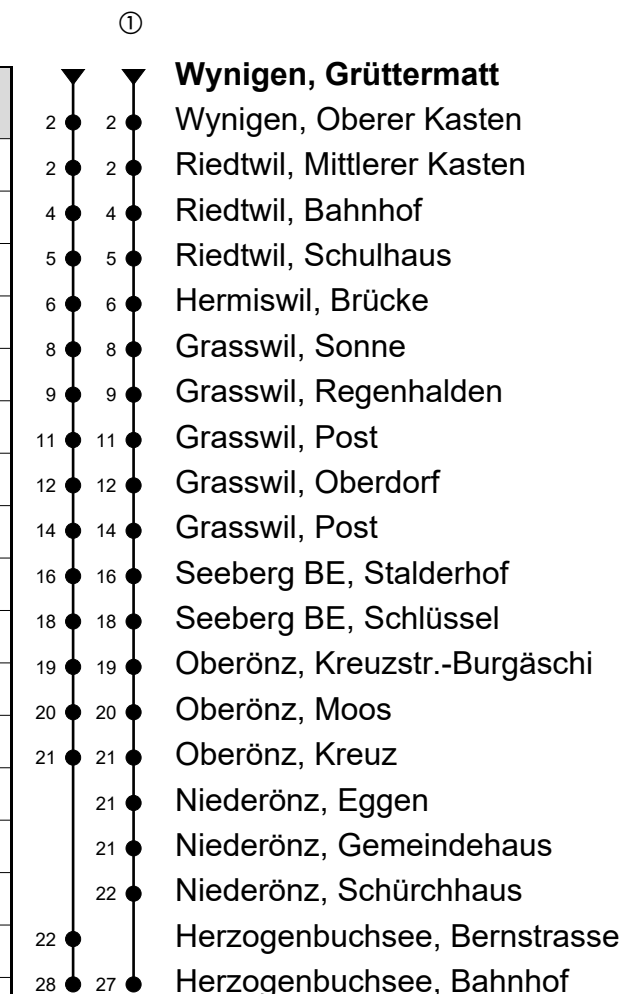 ①
Wynigen, Grüttermatt
2 2 Wynigen, Oberer Kasten
2 2 Riedtwil, Mittlerer Kasten
4 4 Riedtwil, Bahnhof
5 5 Riedtwil, Schulhaus
6 6 Hermiswil, Brücke
8 8 Grasswil, Sonne
9 9 Grasswil, Regenhalden
11 11 Grasswil, Post
12 12 Grasswil, Oberdorf
14 14 Grasswil, Post
16 16 Seeberg BE, Stalderhof
18 18 Seeberg BE, Schlüssel
19 19 Oberönz, Kreuzstr.-Burgäschi
20 20 Oberönz, Moos
21 21 Oberönz, Kreuz
21 Niederönz, Eggen
21 Niederönz, Gemeindehaus
22 Niederönz, Schürchhaus
22 Herzogenbuchsee, Bernstrasse
28 27 Herzogenbuchsee, Bahnhof